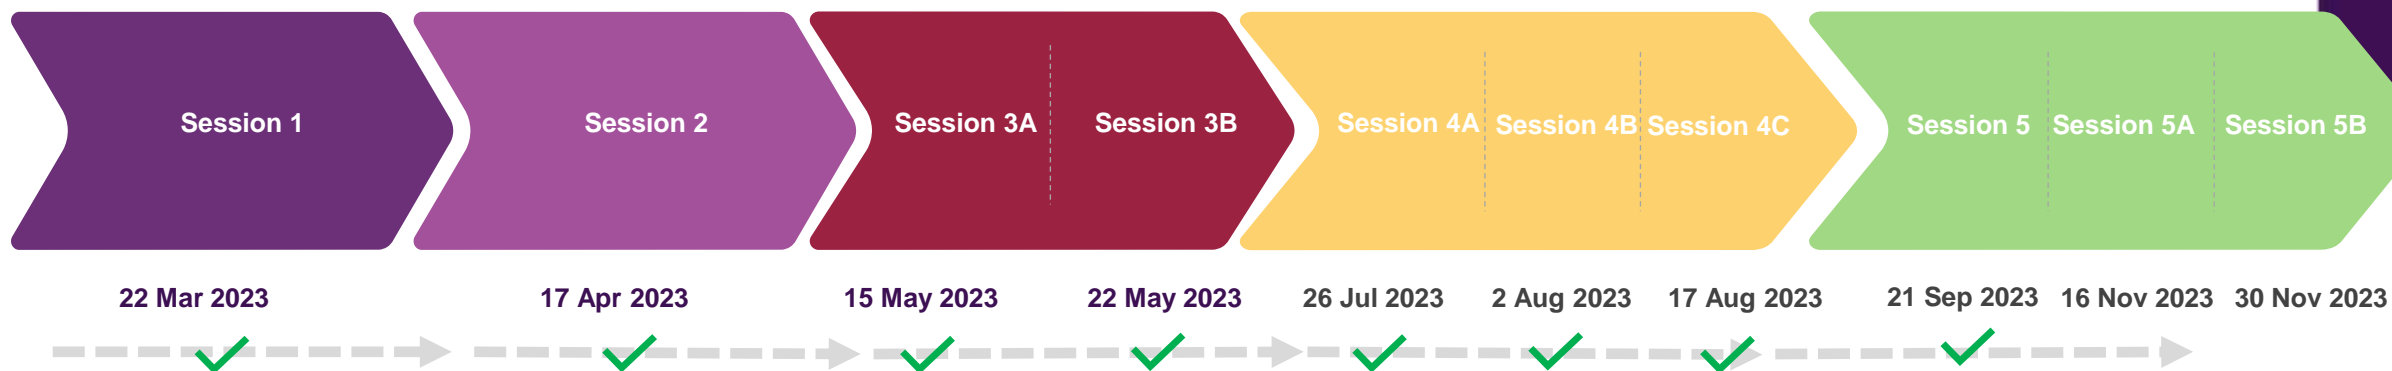 Session 1
Session 2
Session 3A
Session 3B
Session 4A
Session 4B
Session 4C
Session 5
Session 5A
Session 5B
22 Mar 2023
17 Apr 2023
15 May 2023
22 May 2023
26 Jul 2023
2 Aug 2023
17 Aug 2023
21 Sep 2023
16 Nov 2023
30 Nov 2023